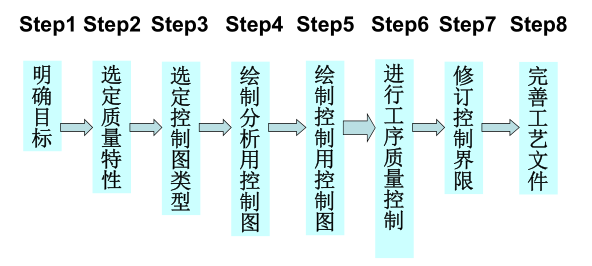 Step1 Step2 Step3 Step4 Step5 Step6 Step7 Step8
明确目标
选定质量特性
选定控制图类型
绘制分析用控制图
绘制控制用控制图
进行工序质量控制
修订控制界限
完善工艺文件